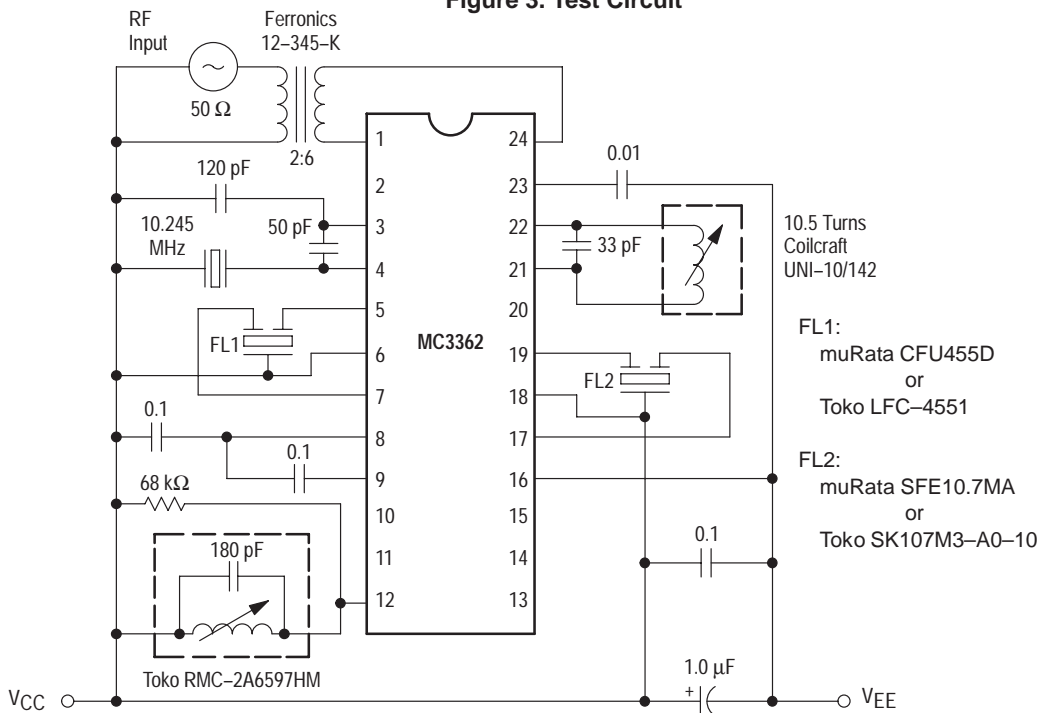 Figure 3. Test Circuit
RF
Input
Ferronics
12–345–K
50 Ω
2:6
1
2
3
4
5
6
7
8
9
10
11
12
24
23
22
21
20
19
18
17
16
15
14
13
MC3362
120 pF
50 pF
10.245
MHz
FL1
0.1
0.1
68 kΩ
180 pF
Toko RMC–2A6597HM
0.01
33 pF
10.5 Turns
Coilcraft
UNI–10/142
FL2
FL1:
muRata CFU455D
or
Toko LFC–4551
FL2:
muRata SFE10.7MA
or
Toko SK107M3–A0–10
0.1
1.0 µF
+
VCC
VEE